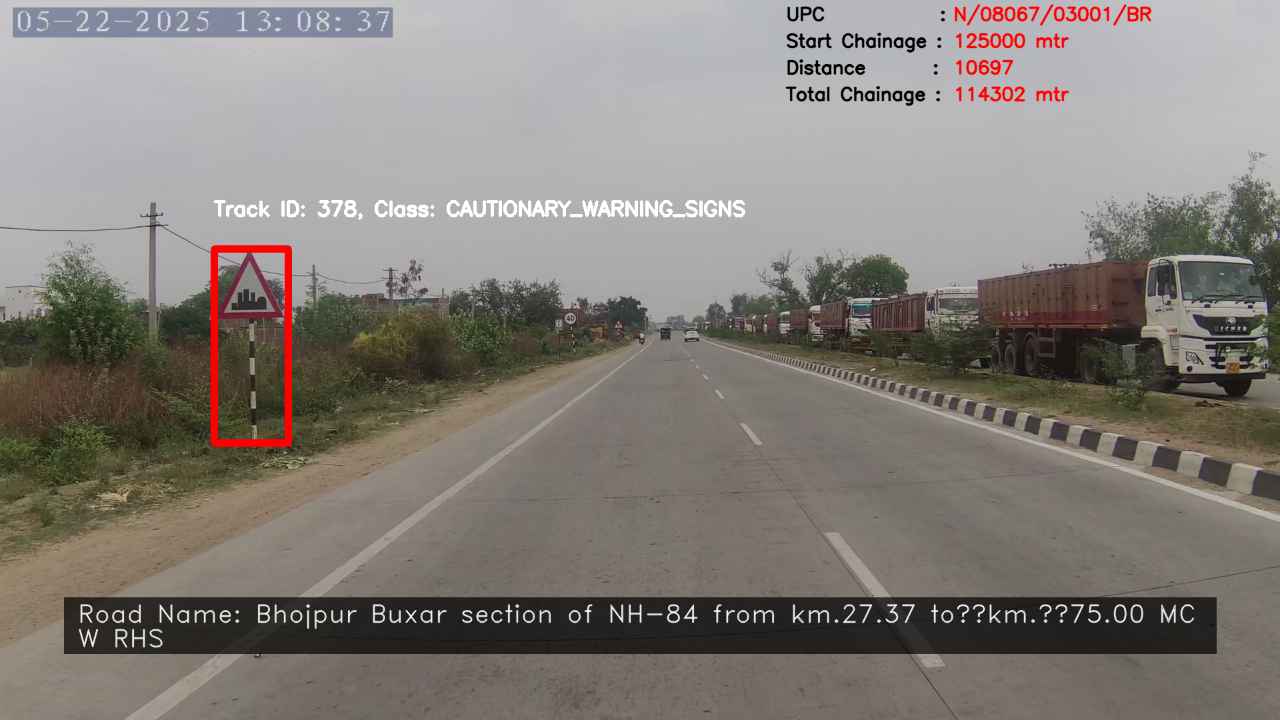 05-22-2025 13:08:37
UPC : N/08067/03001/BR
Start Chainage : 125000 mtr
Distance : 10697
Total Chainage : 114302 mtr
Track ID: 378, Class: CAUTIONARY_WARNING_SIGNS
40
Road Name: Bhojpur Buxar section of NH-84 from km.27.37 to??km.??75.00 MC
W RHS